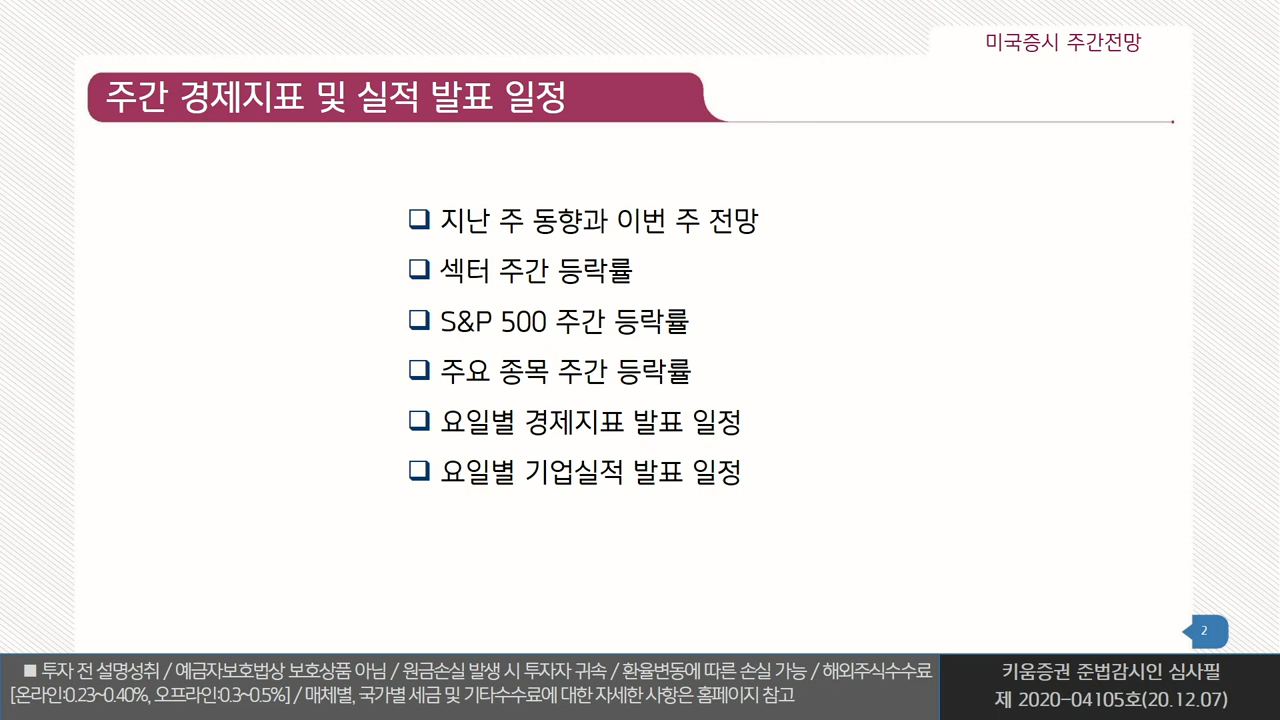 미국증시 주간전망
주간 경제지표 및 실적 발표 일정
❏ 지난 주 동향과 이번 주 전망
❏ 섹터 주간 등락률
❏ S&P 500 주간 등락률
❏ 주요 종목 주간 등락률
❏ 요일별 경제지표 발표 일정
❏ 요일별 기업실적 발표 일정
2
■ 투자 전 설명성취 / 예금자보호법상 보호상품 아님 / 원금손실 발생 시 투자자 귀속 / 환율변동에 따른 손실 가능 / 해외주식수수료
[온라인:0.23~0.40%, 오프라인:0.3~0.5%] / 매체별, 국가별 세금 및 기타수수료에 대한 자세한 사항은 홈페이지 참고
키움증권 준법감시인 심사필
제 2020-04105호(20.12.07)